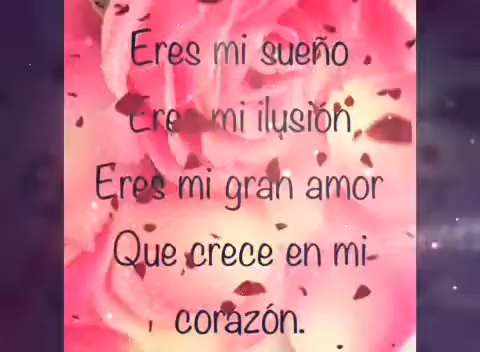 Eres mi sueño
Eres mi ilusión
Eres mi gran amor
Que crece en mi
corazón.